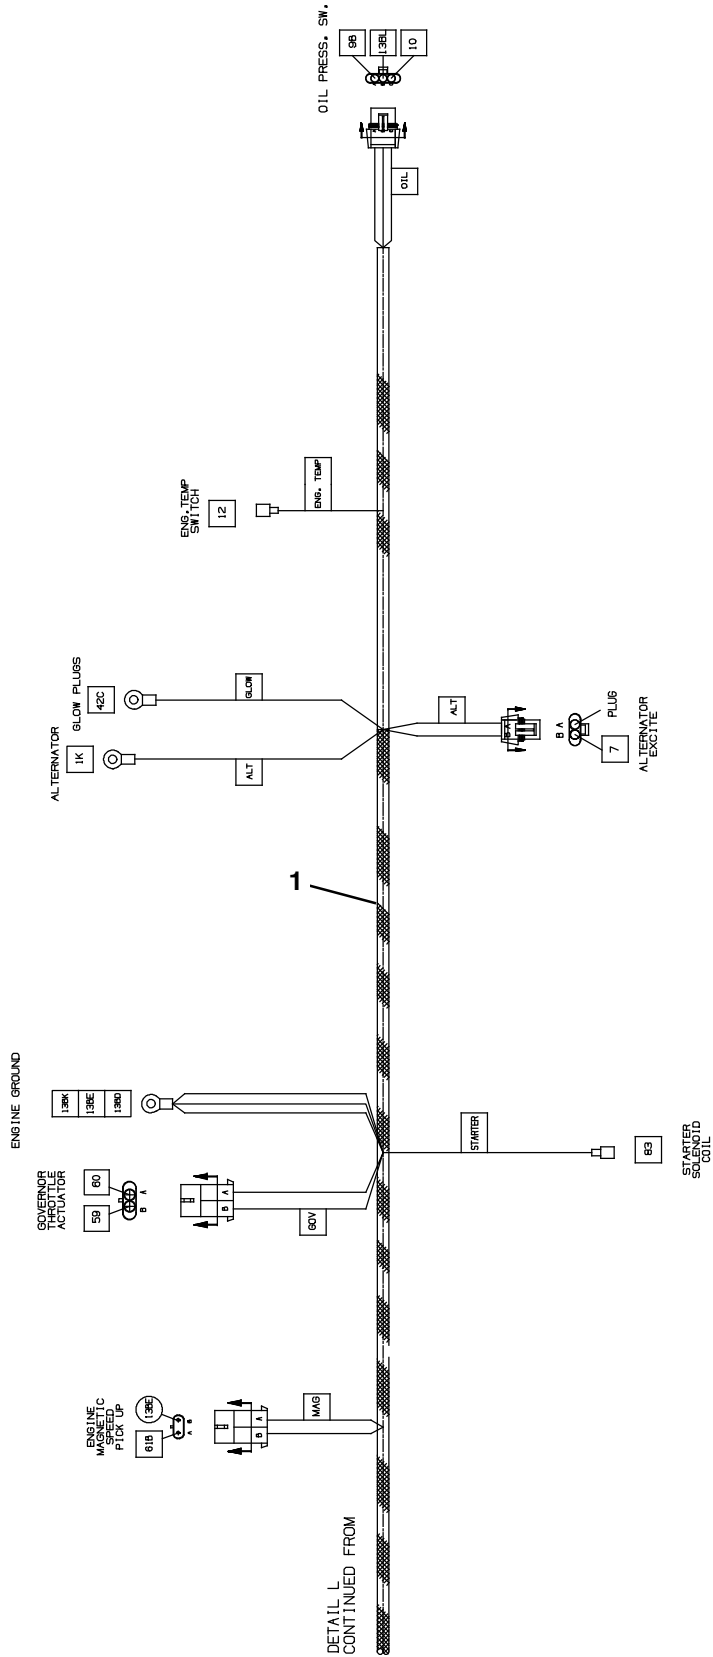 OIL PRESS. SW.
9B
13BL
10
OIL
ENG.TEMP
SWITCH
12
ENG. TEMP
GLOW PLUGS
42C
GLOW
ALTERNATOR
1K
ALT
ALT
B A
B A
7
PLUG
ALTERNATOR
EXCITE
1
ENGINE GROUND
13BK
13BE
13BD
STARTER
83
STARTER
SOLENOID
COIL
GOVERNOR
THROTTLE
ACTUATOR
59
60
B A
B A
GOV
ENGINE
MAGNETIC
SPEED
PICK UP
61B
13BE
A B
B A
MAG
DETAIL L
CONTINUED FROM